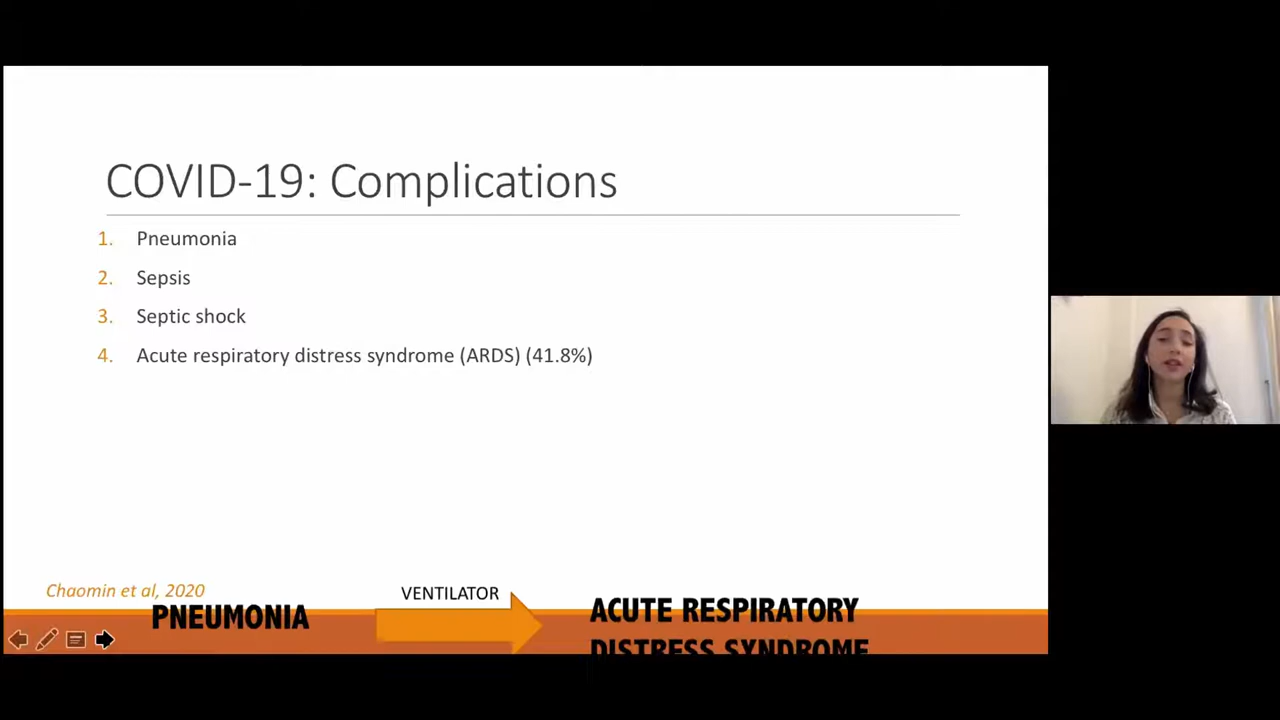 COVID-19: Complications
1. Pneumonia
2. Sepsis
3. Septic shock
4. Acute respiratory distress syndrome (ARDS) (41.8%)
Chaomin et al, 2020
PNEUMONIA
VENTILATOR
ACUTE RESPIRATORY
DISTRESS SYNDROME